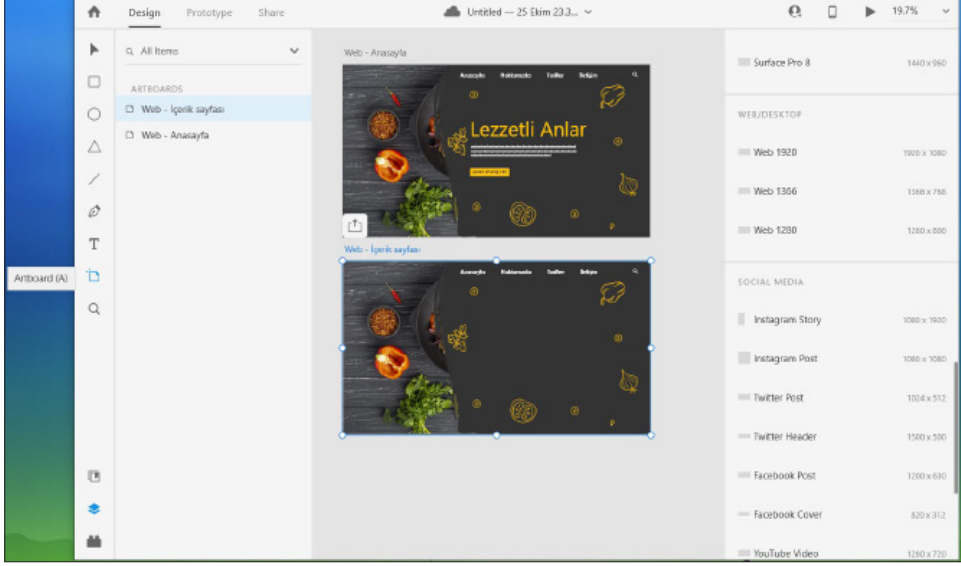 Design Prototype Share
Untitled — 25 Ekim 23.3...
19.7%
All Items
ARTBOARDS
Web - İçerik sayfası
Web - Anasayfa
Artboard (A)
T
Web - Anasayfa
Anasayfa Hakkımızda Tarifler İletişim
Lezzetli Anlar
Web - İçerik sayfası
Anasayfa Hakkımızda Tarifler İletişim
Surface Pro 8 1440 x 960
WEB/DESKTOP
Web 1920 1920 x 1080
Web 1366 1366 x 768
Web 1280 1280 x 800
SOCIAL MEDIA
Instagram Story 1080 x 1920
Instagram Post 1080 x 1080
Twitter Post 1024 x 512
Twitter Header 1500 x 500
Facebook Post 1200 x 630
Facebook Cover 820 x 312
YouTube Video 1280 x 720